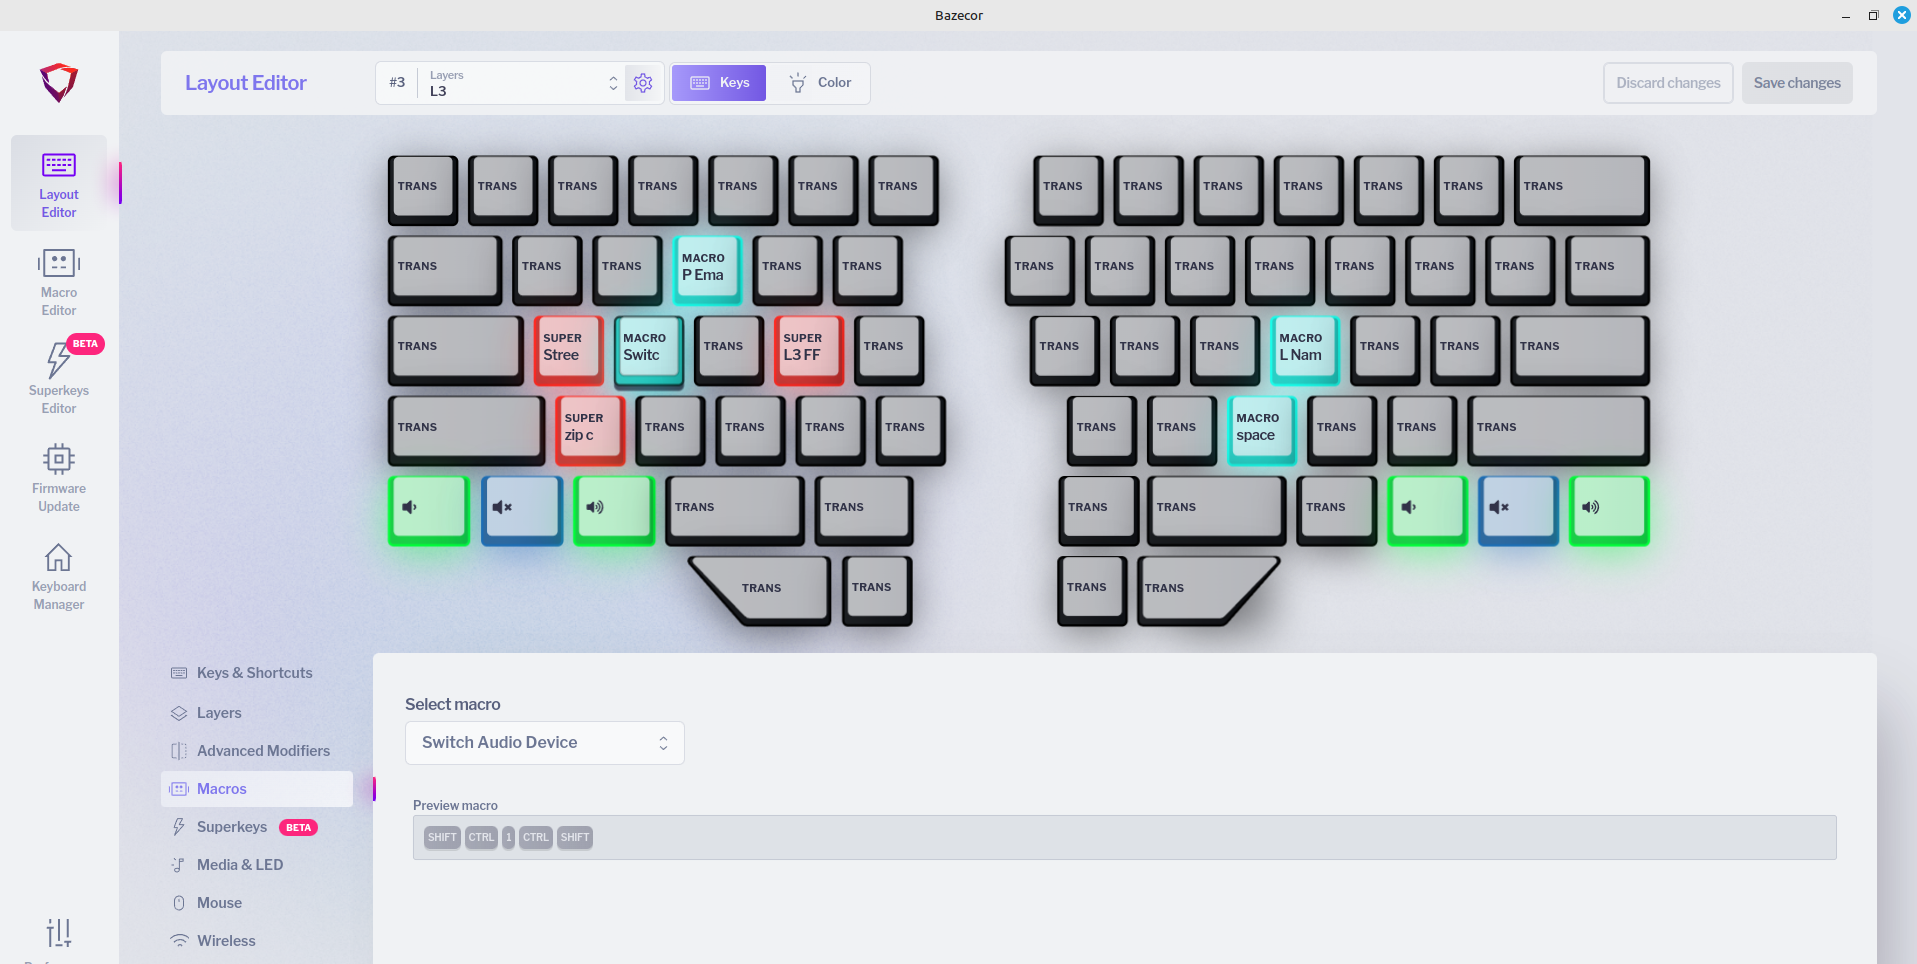 Bazecor
Layout Editor
#3
Layers
L3
Keys
Color
Discard changes
Save changes
Layout
Editor
Macro
Editor
BETA
Superkeys
Editor
Firmware
Update
Keyboard
Manager
TRANS TRANS TRANS TRANS TRANS TRANS TRANS TRANS TRANS TRANS TRANS TRANS TRANS TRANS
TRANS TRANS TRANS MACRO P Ema TRANS TRANS TRANS TRANS TRANS TRANS TRANS TRANS TRANS TRANS
TRANS SUPER Stree MACRO Switc TRANS SUPER L3 FF TRANS TRANS TRANS TRANS MACRO L Nam TRANS TRANS TRANS
TRANS SUPER zip c TRANS TRANS TRANS TRANS TRANS TRANS MACRO space TRANS TRANS TRANS
TRANS TRANS TRANS TRANS TRANS
TRANS TRANS TRANS TRANS
Keys & Shortcuts
Layers
Advanced Modifiers
Macros
Superkeys BETA
Media & LED
Mouse
Wireless
Select macro
Switch Audio Device
Preview macro
SHIFT CTRL 1 CTRL SHIFT